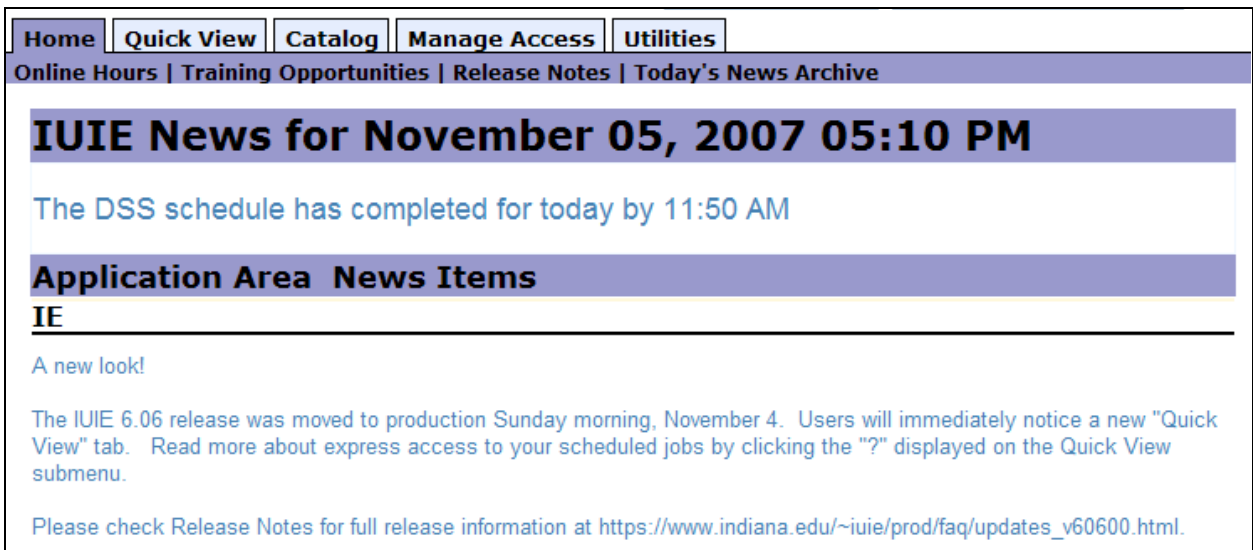 Home Quick View Catalog Manage Access Utilities
Online Hours | Training Opportunities | Release Notes | Today's News Archive
IUIE News for November 05, 2007 05:10 PM
The DSS schedule has completed for today by 11:50 AM
Application Area News Items
IE
A new look!
The IUIE 6.06 release was moved to production Sunday morning, November 4. Users will immediately notice a new "Quick
View" tab. Read more about express access to your scheduled jobs by clicking the "?" displayed on the Quick View
submenu.
Please check Release Notes for full release information at https://www.indiana.edu/~iuie/prod/faq/updates_v60600.html.